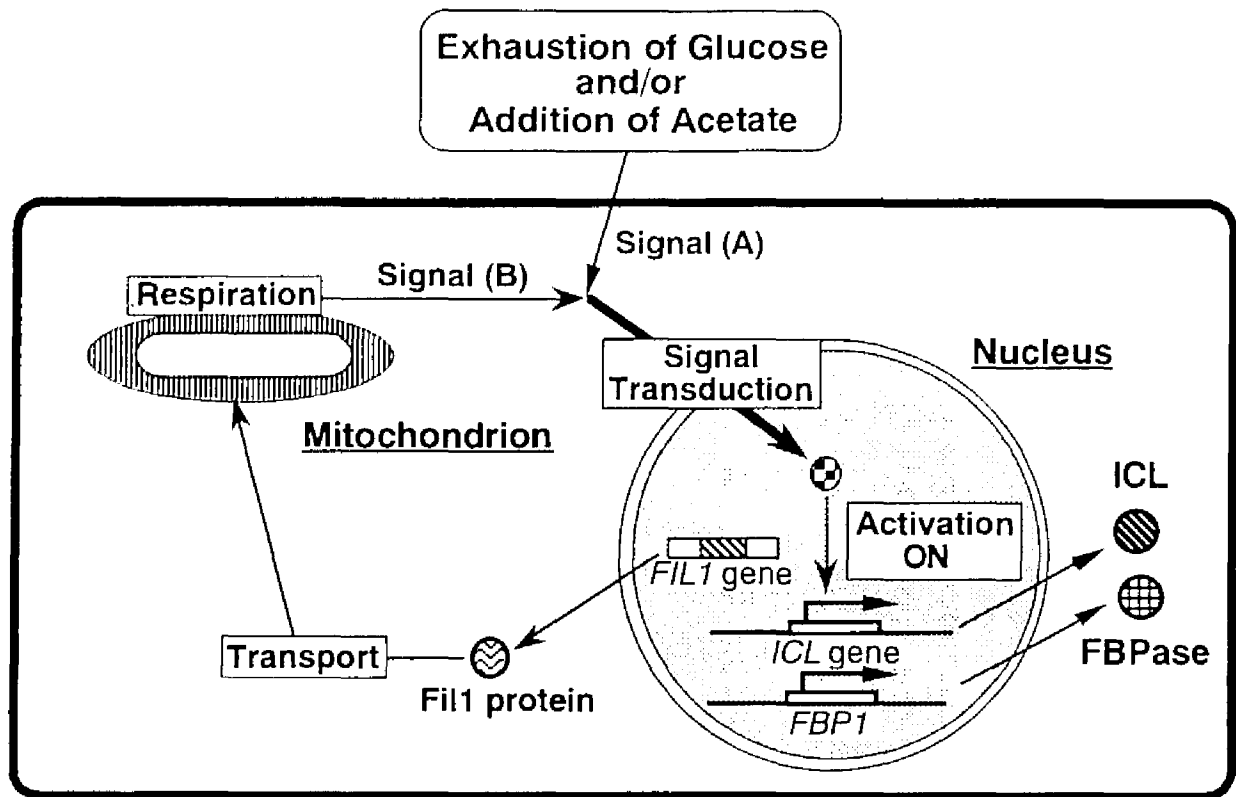 Exhaustion of Glucose
and/or
Addition of Acetate
Signal (A)
Signal (B)
Respiration
Signal
Transduction
Nucleus
Mitochondrion
ICL
Activation
ON
FIL1 gene
ICL gene
FBPase
Transport
Fil1 protein
FBP1